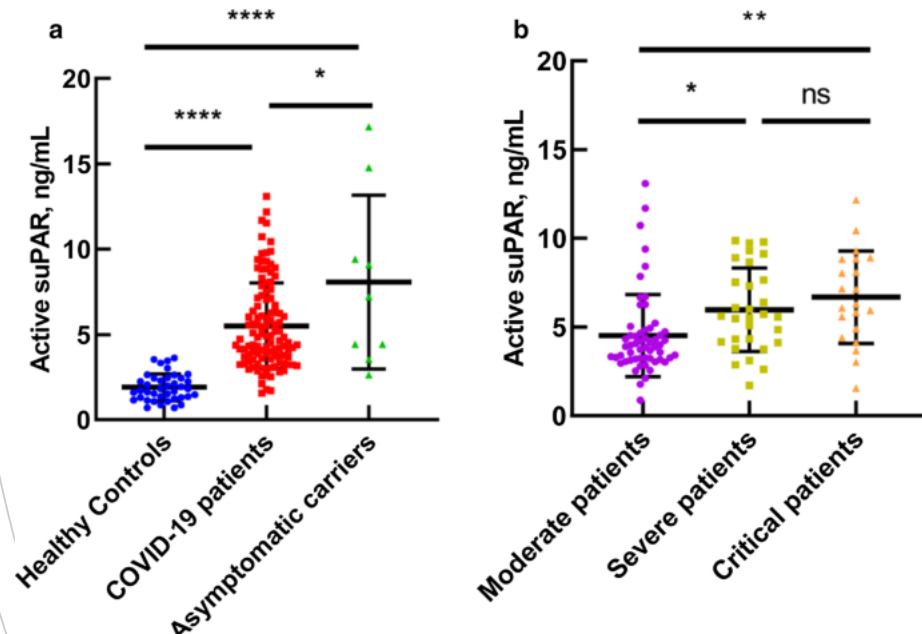 a
****
*
****
Active suPAR, ng/mL
20
15
10
5
0
Healthy Controls
COVID-19 patients
Asymptomatic carriers
b
**
*
ns
Active suPAR, ng/mL
20
15
10
5
0
Moderate patients
Severe patients
Critical patients